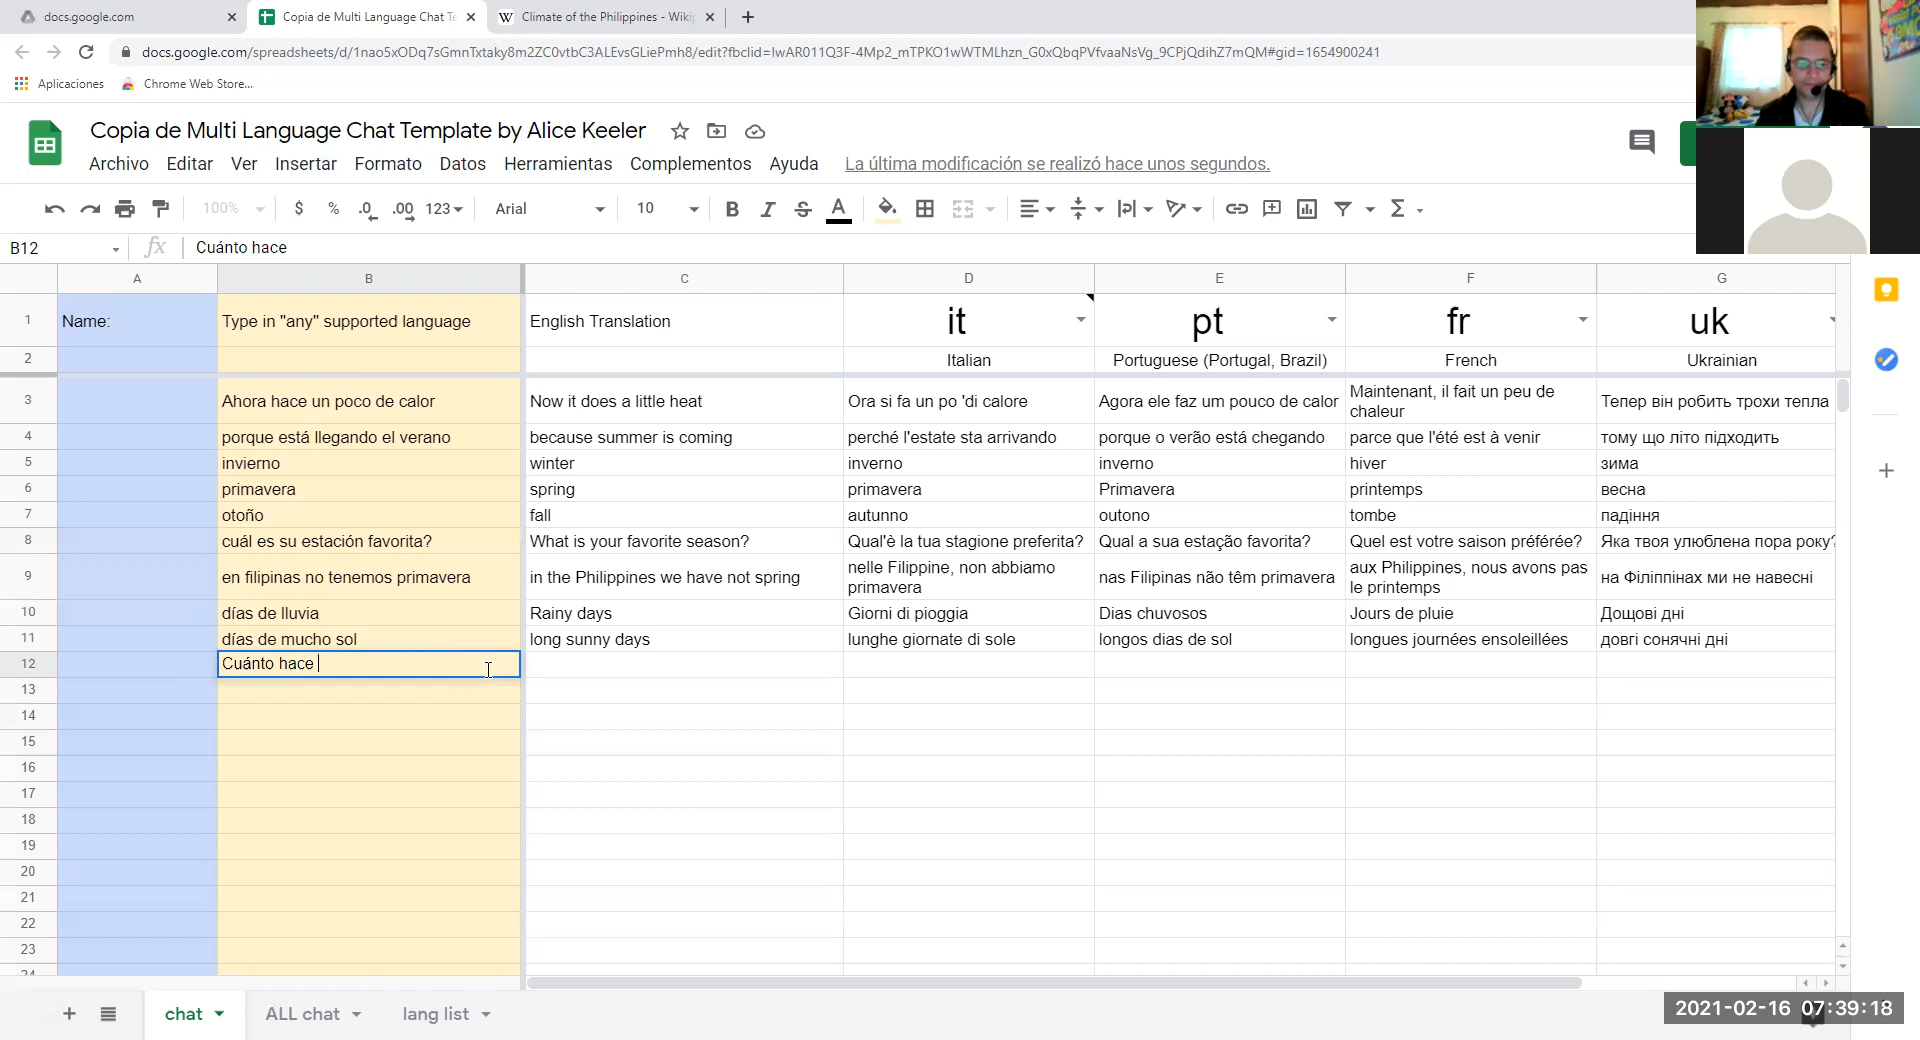 docs.google.com
Copia de Multi Language Chat Te
W Climate of the Philippines - Wiki
docs.google.com/spreadsheets/d/1nao5xODq7sGmnTxtaky8m2ZC0vtbC3ALEvsGLiePmh8/edit?fbclid=IwAR011Q3F-4Mp2_mTPKO1wWTMLhzn_G0xQbqPVfvaaNsVg_9CPjQdihZ7mQM#gid=1654900241
Aplicaciones Chrome Web Store...
Copia de Multi Language Chat Template by Alice Keeler
Archivo Editar Ver Insertar Formato Datos Herramientas Complementos Ayuda La última modificación se realizó hace unos segundos.
100% $ % .0 .00 123 Arial 10 B I S A Σ
B12 fx Cuánto hace
A B C D E F G
1 Name: Type in "any" supported language English Translation it pt fr uk
2 Italian Portuguese (Portugal, Brazil) French Ukrainian
3 Ahora hace un poco de calor Now it does a little heat Ora si fa un po 'di calore Agora ele faz um pouco de calor Maintenant, il fait un peu de chaleur Тепер він робить трохи тепла
4 porque está llegando el verano because summer is coming perché l'estate sta arrivando porque o verão está chegando parce que l'été est à venir тому що літо підходить
5 invierno winter inverno inverno hiver зима
6 primavera spring primavera Primavera printemps весна
7 otoño fall autunno outono tombe падіння
8 cuál es su estación favorita? What is your favorite season? Qual'è la tua stagione preferita? Qual a sua estação favorita? Quel est votre saison préférée? Яка твоя улюблена пора року?
9 en filipinas no tenemos primavera in the Philippines we have not spring nelle Filippine, non abbiamo primavera nas Filipinas não têm primavera aux Philippines, nous avons pas le printemps на Філіппінах ми не навесні
10 días de lluvia Rainy days Giorni di pioggia Dias chuvosos Jours de pluie Дощові дні
11 días de mucho sol long sunny days lunghe giornate di sole longos dias de sol longues journées ensoleillées довгі сонячні дні
12 Cuánto hace
13
14
15
16
17
18
19
20
21
22
23
24
chat ALL chat lang list
2021-02-16 07:39:18